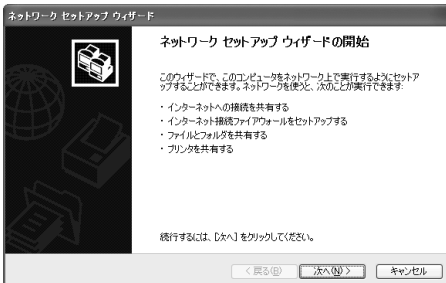 ネットワーク セットアップ ウィザード
ネットワーク セットアップ ウィザードの開始
このウィザードで、このコンピュータをネットワーク上で実行するようにセットア
ップすることができます。ネットワークを使うと、次のことが実行できます:
・ インターネットへの接続を共有する
・ インターネット接続ファイアウォールをセットアップする
・ ファイルとフォルダを共有する
・ プリンタを共有する
続行するには、[次へ] をクリックしてください。
< 戻る(B)
次へ(N) >
キャンセル